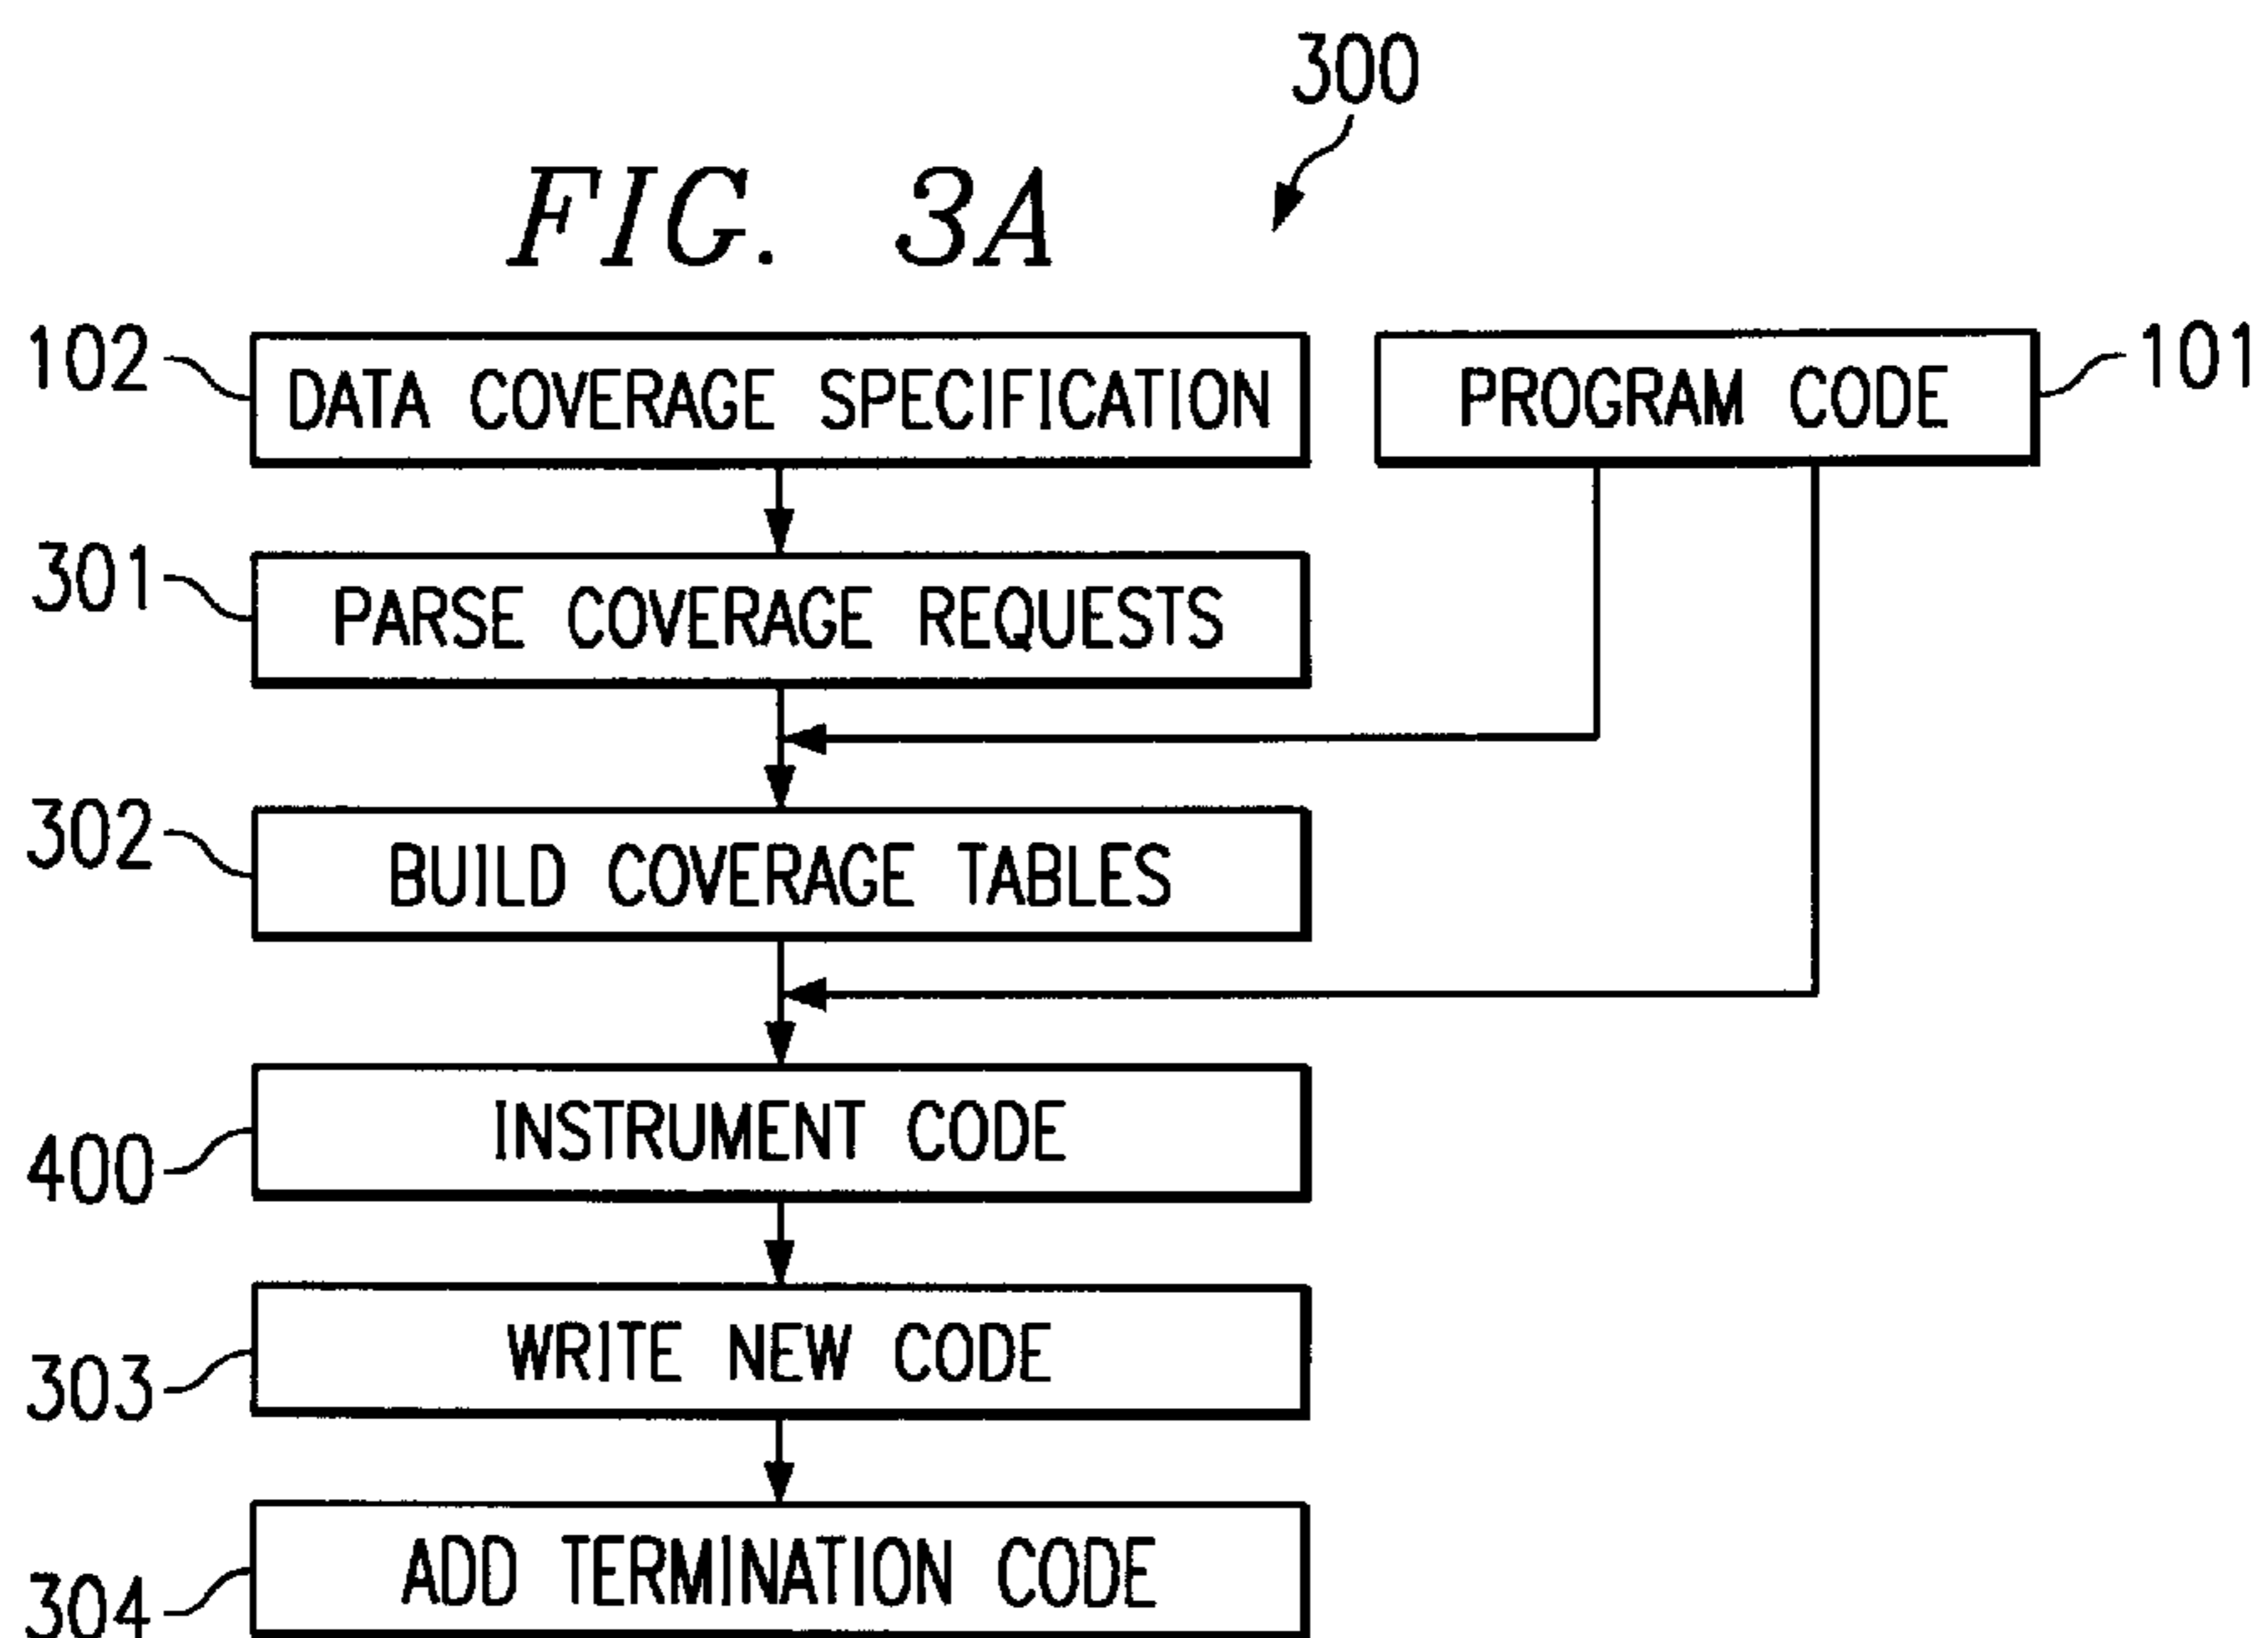 300
FIG. 3A
102 DATA COVERAGE SPECIFICATION PROGRAM CODE 101
301 PARSE COVERAGE REQUESTS
302 BUILD COVERAGE TABLES
400 INSTRUMENT CODE
303 WRITE NEW CODE
304 ADD TERMINATION CODE